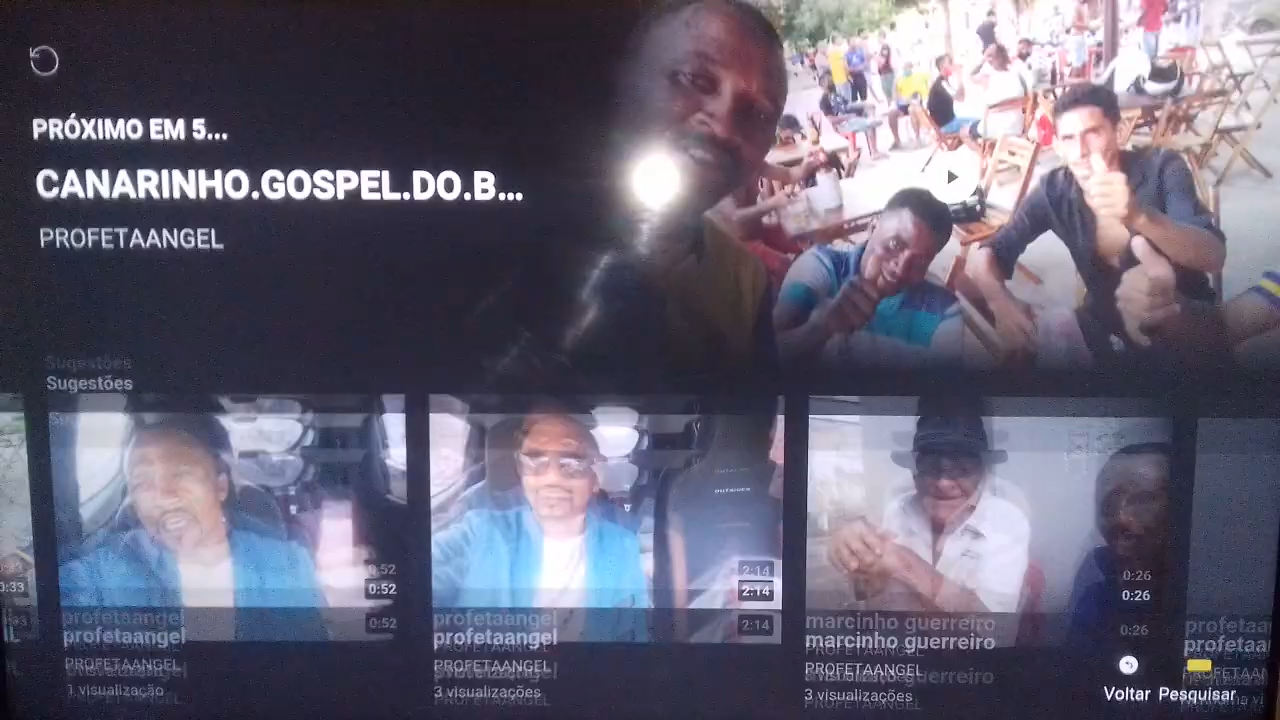 PRÓXIMO EM 5...
CANARINHO.GOSPEL.DO.B...
PROFETAANGEL
Sugestões
0:33
0:52
2:14
0:26
profetaangel
PROFETAANGEL
1 visualização
profetaangel
PROFETAANGEL
3 visualizações
marcinho guerreiro
PROFETAANGEL
3 visualizações
Voltar Pesquisar